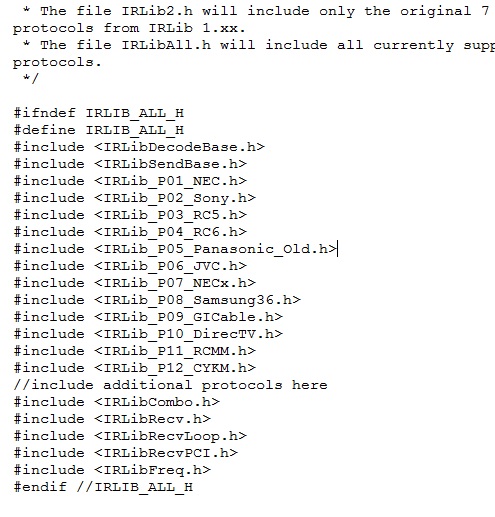 * The file IRLib2.h will include only the original 7
protocols from IRLib 1.xx.
* The file IRLibAll.h will include all currently
protocols.
*/
#ifndef IRLIB_ALL_H
#define IRLIB_ALL_H
#include <IRLibDecodeBase.h>
#include <IRLibSendBase.h>
#include <IRLib_P01_NEC.h>
#include <IRLib_P02_Sony.h>
#include <IRLib_P03_RC5.h>
#include <IRLib_P04_RC6.h>
#include <IRLib_P05_Panasonic_Old.h>
#include <IRLib_P06_JVC.h>
#include <IRLib_P07_NECx.h>
#include <IRLib_P08_Samsung36.h>
#include <IRLib_P09_GICable.h>
#include <IRLib_P10_DirecTV.h>
#include <IRLib_P11_RCMM.h>
#include <IRLib_P12_CYKM.h>
//include additional protocols here
#include <IRLibCombo.h>
#include <IRLibRecv.h>
#include <IRLibRecvLoop.h>
#include <IRLibRecvPCI.h>
#include <IRLibFreq.h>
#endif //IRLIB_ALL_H